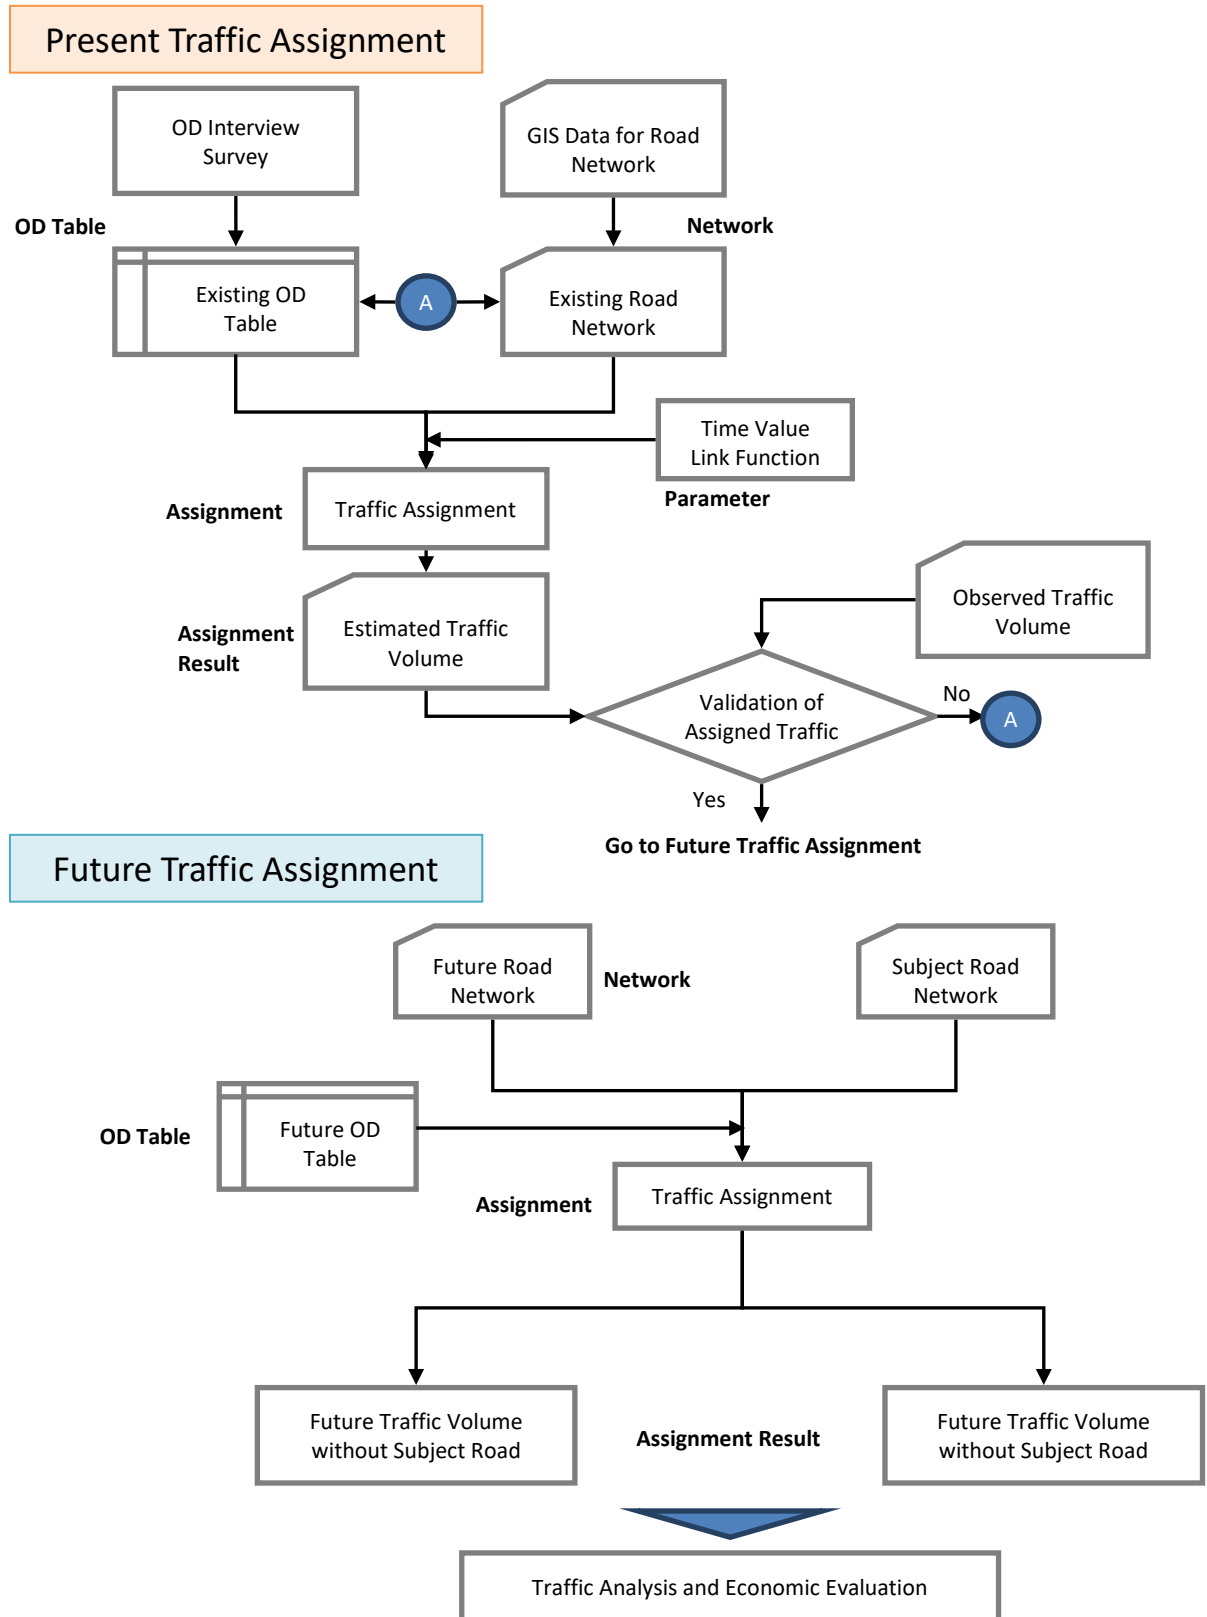 Present Traffic Assignment
OD Interview
Survey
GIS Data for Road
Network
OD Table
Network
Existing OD
Table
A
Existing Road
Network
Time Value
Link Function
Parameter
Assignment
Traffic Assignment
Observed Traffic
Volume
Assignment
Result
Estimated Traffic
Volume
Validation of
Assigned Traffic
No
A
Yes
Go to Future Traffic Assignment
Future Traffic Assignment
Future Road
Network
Network
Subject Road
Network
OD Table
Future OD
Table
Assignment
Traffic Assignment
Future Traffic Volume
without Subject Road
Assignment Result
Future Traffic Volume
without Subject Road
Traffic Analysis and Economic Evaluation